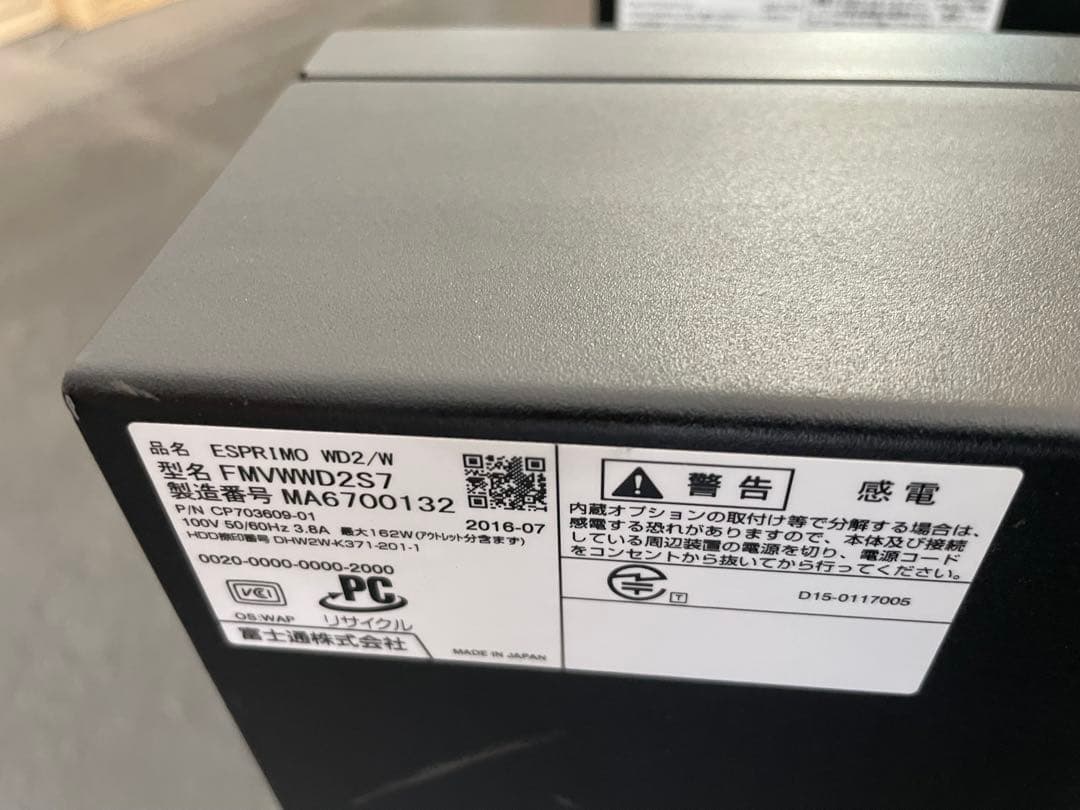 品名 ESPRIMO WD2/W
型名 FMVWWD2S7
製造番号 MA6700132
P/N CP703609-01
2016-07
100V 50/60Hz 3.8A 最大162W(アウトレット分含まず)
HDD検印番号 DHW2W-K371-201-1
0020-0000-0000-2000
VCI
PC
OS:WAP リサイクル
富士通株式会社
MADE IN JAPAN
警告 感電
内蔵オプションの取付け等で分解する場合は、
感電する恐れがありますので、本体及び接続
している周辺装置の電源を切り、電源コード
をコンセントから抜いてから行ってください。
T
D15-0117005